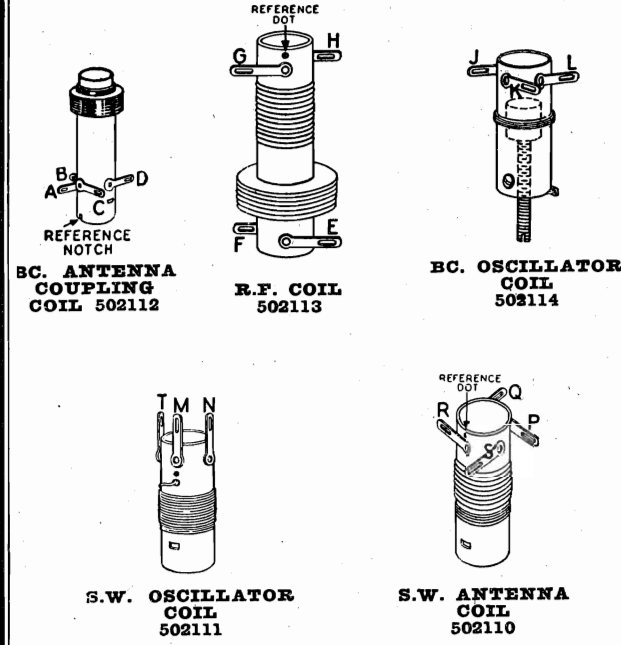 REFERENCE
DOT
G
H
F
E
R.F. COIL
502113
B
A
D
C
REFERENCE
NOTCH
BC. ANTENNA
COUPLING
COIL 502112
J
L
K
BC. OSCILLATOR
COIL
502114
T M N
S.W. OSCILLATOR
COIL
502111
REFERENCE
DOT
Q
R
P
S
S.W. ANTENNA
COIL
502110